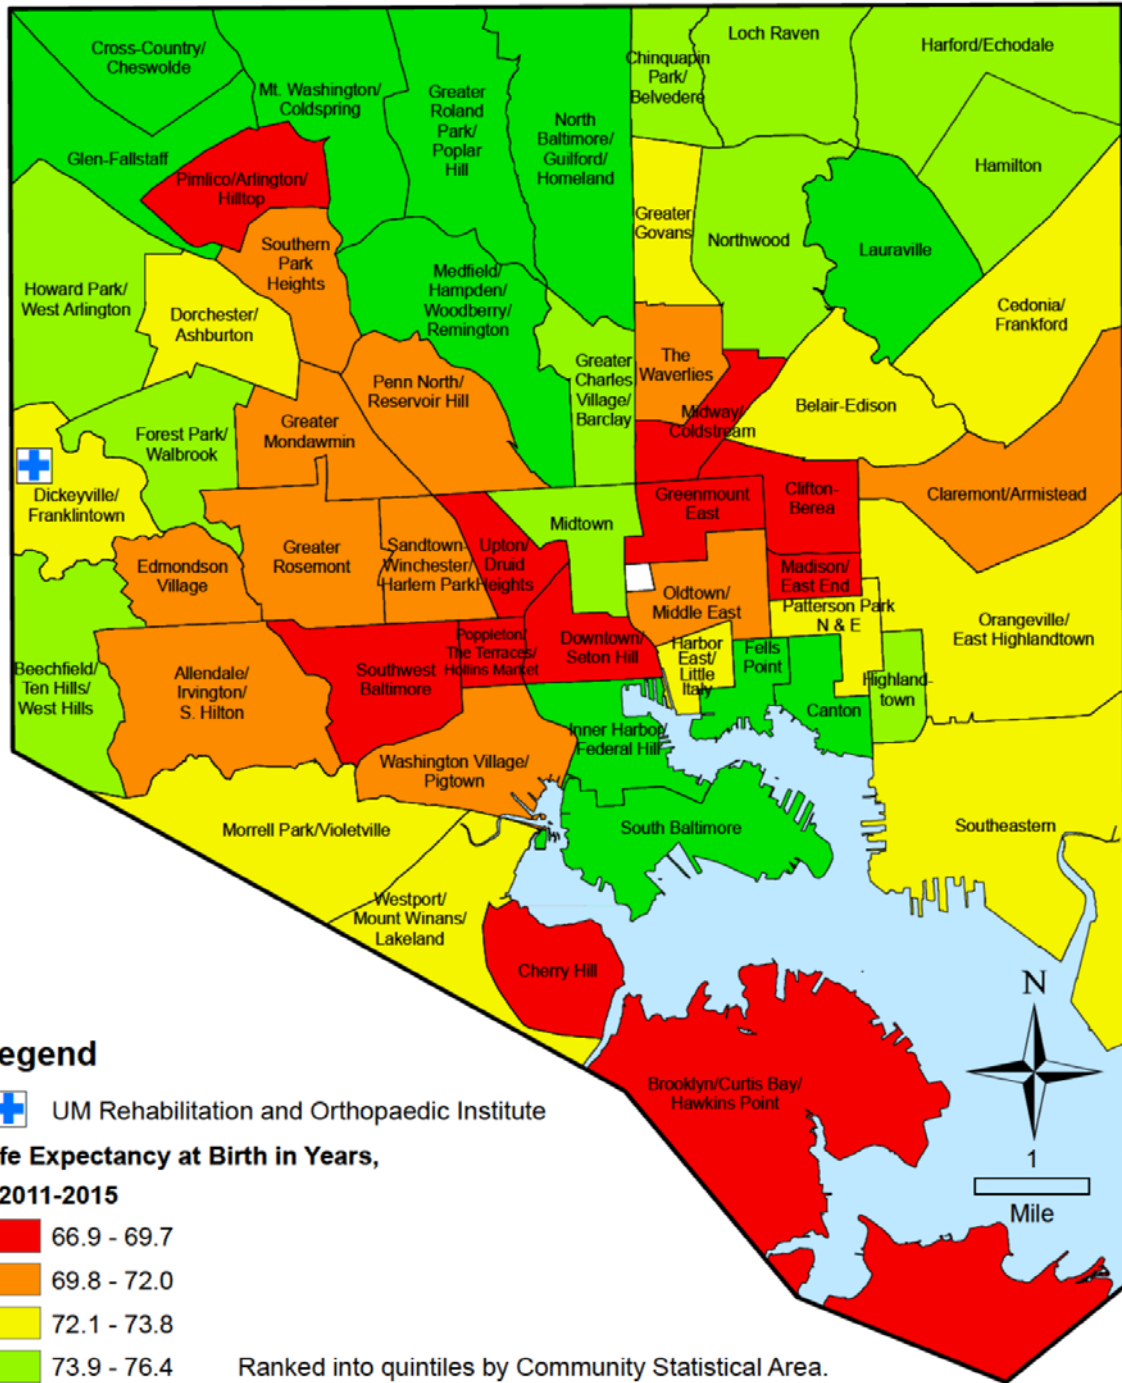 Cross-Country/
Cheswolde
Mt. Washington/
Coldspring
Greater
Roland
Park/
Poplar
Hill
North
Baltimore/
Guilford/
Homeland
Chinquapin
Park/
Belvedere
Loch Raven
Harford/Echodale
Glen-Fallstaff
Pimlico/Arlington/
Hilltop
Hamilton
Greater
Govans
Northwood
Lauraville
Southern
Park
Heights
Howard Park/
West Arlington
Dorchester/
Ashburton
Medfield/
Hampden/
Woodberry/
Remington
Cedonia/
Frankford
Greater
Charles
Village/
Barclay
The
Waverlies
Penn North/
Reservoir Hill
Midway/
Coldstream
Belair-Edison
Forest Park/
Walbrook
Greater
Mondawmin
Dickeyville/
Franklintown
Greenmount
East
Clifton-
Berea
Claremont/Armistead
Midtown
Edmondson
Village
Greater
Rosemont
Sandtown-
Winchester/
Harlem Park
Upton/
Druid
Heights
Madison/
East End
Oldtown/
Middle East
Patterson Park
N & E
Orangeville/
East Highlandtown
Beechfield/
Ten Hills/
West Hills
Allendale/
Irvington/
S. Hilton
Southwest
Baltimore
Poppleton/
The Terraces/
Hollins Market
Downtown/
Seton Hill
Harbor
East/
Little
Italy
Fells
Point
Highland-
town
Canton
Inner Harbor/
Federal Hill
Washington Village/
Pigtown
Morrell Park/Violetville
South Baltimore
Southeastern
Westport/
Mount Winans/
Lakeland
Cherry Hill
Brooklyn/Curtis Bay/
Hawkins Point
N
1
Mile
egend
UM Rehabilitation and Orthopaedic Institute
fe Expectancy at Birth in Years,
2011-2015
66.9 - 69.7
69.8 - 72.0
72.1 - 73.8
73.9 - 76.4
Ranked into quintiles by Community Statistical Area.